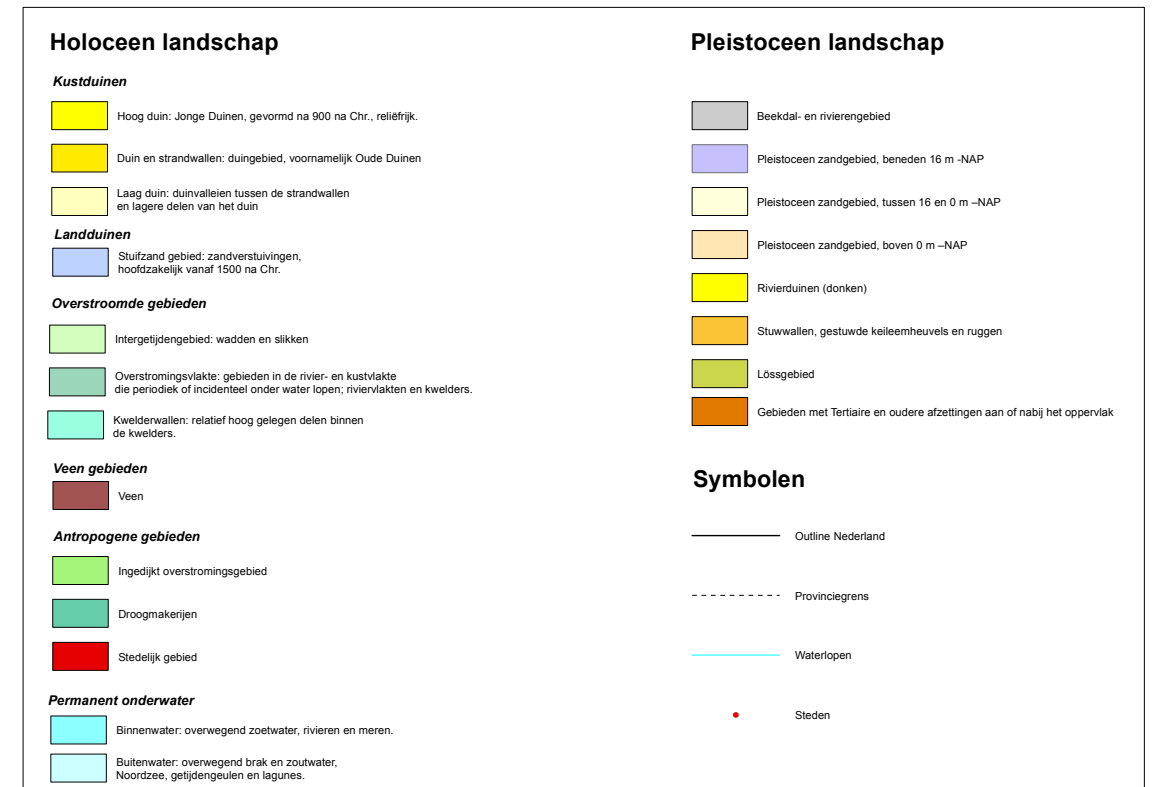 Holoceen landschap
Kustduinen
Hoog duin: Jonge Duinen, gevormd na 900 na Chr., reliëfrijk.
Duin en strandwallen: duingebied, voornamelijk Oude Duinen
Laag duin: duinvalleien tussen de strandwallen
en lagere delen van het duin
Landduinen
Stuifzand gebied: zandverstuivingen,
hoofdzakelijk vanaf 1500 na Chr.
Overstroomde gebieden
Intergetijdengebied: wadden en slikken
Overstromingsvlakte: gebieden in de rivier- en kustvlakte
die periodiek of incidenteel onder water lopen; riviervlakten en kwelders.
Kwelderwallen: relatief hoog gelegen delen binnen
de kwelders.
Veen gebieden
Veen
Antropogene gebieden
Ingedijkt overstromingsgebied
Droogmakerijen
Stedelijk gebied
Permanent onderwater
Binnenwater: overwegend zoetwater, rivieren en meren.
Buitenwater: overwegend brak en zoutwater,
Noordzee, getijdengeulen en lagunes.
Pleistoceen landschap
Beekdal- en rivierengebied
Pleistoceen zandgebied, beneden 16 m -NAP
Pleistoceen zandgebied, tussen 16 en 0 m –NAP
Pleistoceen zandgebied, boven 0 m –NAP
Rivierduinen (donken)
Stuwwallen, gestuwde keileemheuvels en ruggen
Lössgebied
Gebieden met Tertiaire en oudere afzettingen aan of nabij het oppervlak
Symbolen
Outline Nederland
Provinciegrens
Waterlopen
Steden